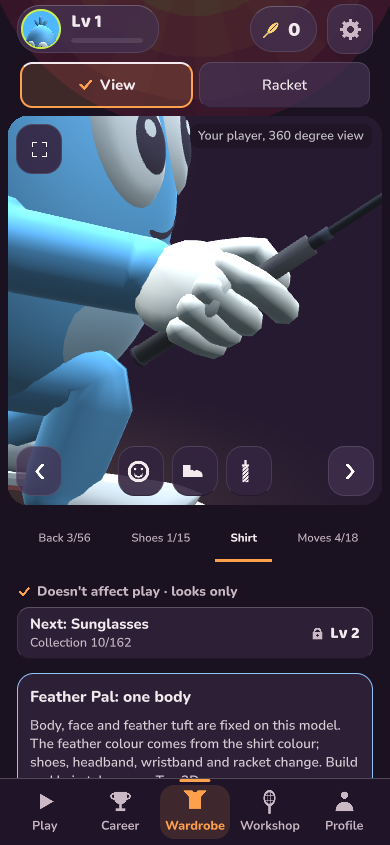 Lv 1
0
View
Racket
Your player, 360 degree view
Back 3/56
Shoes 1/15
Shirt
Moves 4/18
Doesn't affect play · looks only
Next: Sunglasses
Collection 10/162
Lv 2
Feather Pal: one body
Body, face and feather tuft are fixed on this model.
The feather colour comes from the shirt colour;
shoes, headband, wristband and racket change. Build
Play
Career
Wardrobe
Workshop
Profile